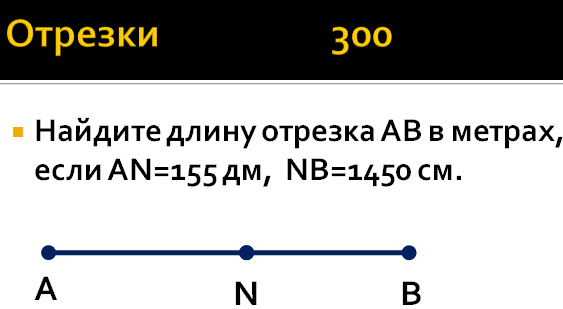 Отрезки 300
Найдите длину отрезка АВ в метрах,
если AN=155 дм, NB=1450 см.
A N B